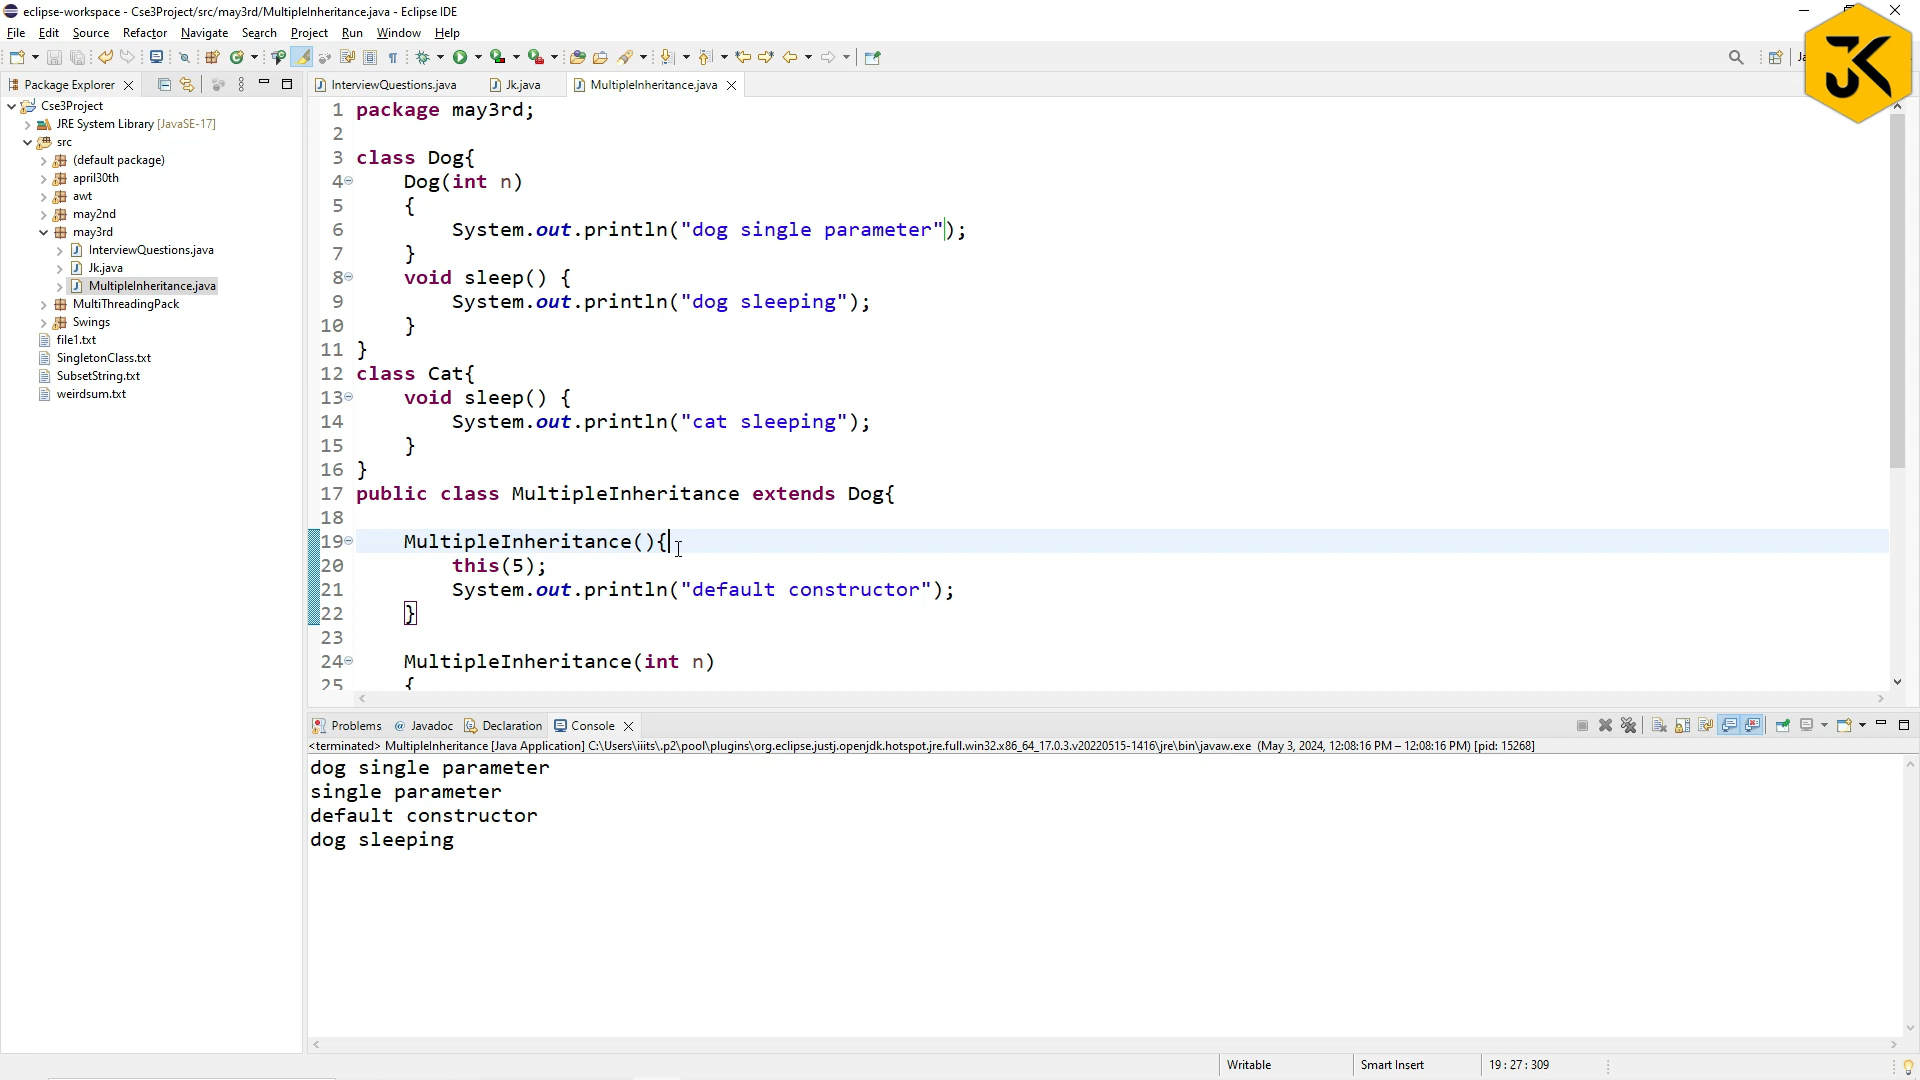 eclipse-workspace - Cse3Project/src/may3rd/MultipleInheritance.java - Eclipse IDE
File Edit Source Refactor Navigate Search Project Run Window Help
JK
Package Explorer
Cse3Project
JRE System Library [JavaSE-17]
src
(default package)
april30th
awt
may2nd
may3rd
InterviewQuestions.java
Jk.java
MultipleInheritance.java
MultiThreadingPack
Swings
file1.txt
SingletonClass.txt
SubsetString.txt
weirdsum.txt
InterviewQuestions.java Jk.java MultipleInheritance.java
1 package may3rd;
2
3 class Dog{
4 Dog(int n)
5 {
6 System.out.println("dog single parameter");
7 }
8 void sleep() {
9 System.out.println("dog sleeping");
10 }
11 }
12 class Cat{
13 void sleep() {
14 System.out.println("cat sleeping");
15 }
16 }
17 public class MultipleInheritance extends Dog{
18
19 MultipleInheritance(){
20 this(5);
21 System.out.println("default constructor");
22 }
23
24 MultipleInheritance(int n)
25 {
Problems Javadoc Declaration Console
<terminated> MultipleInheritance [Java Application] C:\Users\iiits\.p2\pool\plugins\org.eclipse.justj.openjdk.hotspot.jre.full.win32.x86_64_17.0.3.v20220515-1416\jre\bin\javaw.exe (May 3, 2024, 12:08:16 PM – 12:08:16 PM) [pid: 15268]
dog single parameter
single parameter
default constructor
dog sleeping
Writable Smart Insert 19 : 27 : 309